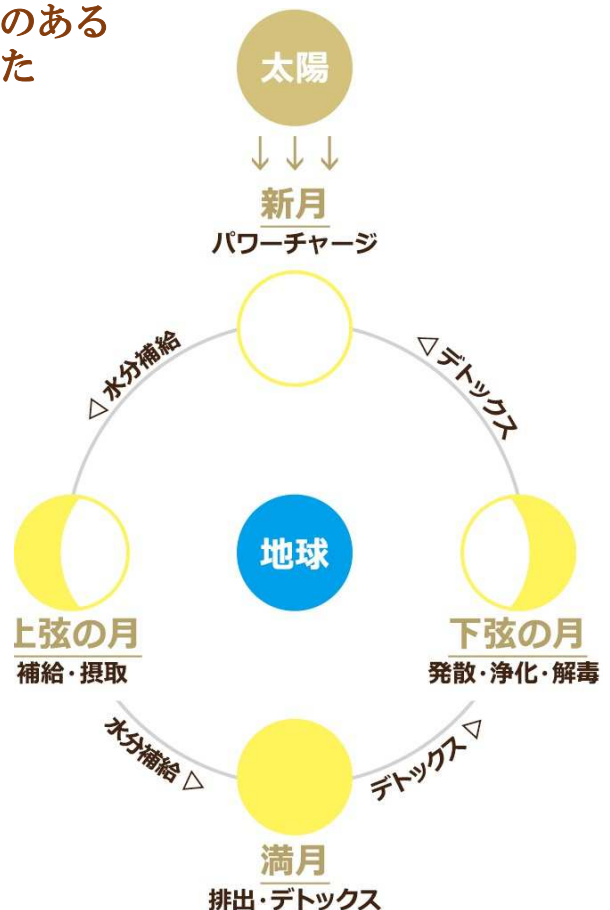 のある
た
太陽
↓ ↓ ↓
新月
パワーチャージ
◁ 水分補給
◁ デトックス
地球
上弦の月
補給・摂取
下弦の月
発散・浄化・解毒
水分補給 ▷
デトックス ▷
満月
排出・デトックス